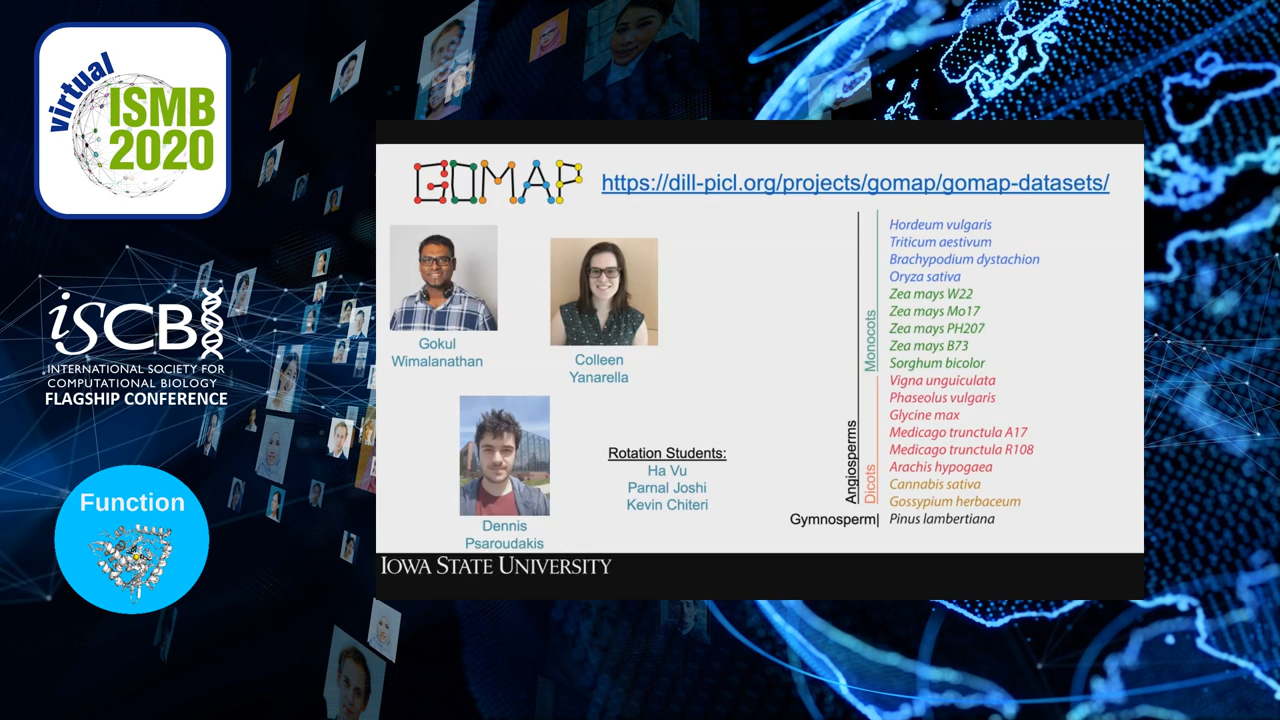 virtual
ISMB
2020
iSCB
INTERNATIONAL SOCIETY FOR
COMPUTATIONAL BIOLOGY
FLAGSHIP CONFERENCE
Function
GOMAP
https://dill-picl.org/projects/gomap/gomap-datasets/
Gokul
Wimalanathan
Colleen
Yanarella
Dennis
Psaroudakis
Rotation Students:
Ha Vu
Parnal Joshi
Kevin Chiteri
Angiosperms
Monocots
Dicots
Hordeum vulgaris
Triticum aestivum
Brachypodium dystachion
Oryza sativa
Zea mays W22
Zea mays Mo17
Zea mays PH207
Zea mays B73
Sorghum bicolor
Vigna unguiculata
Phaseolus vulgaris
Glycine max
Medicago trunctula A17
Medicago trunctula R108
Arachis hypogaea
Cannabis sativa
Gossypium herbaceum
Gymnosperm| Pinus lambertiana
IOWA STATE UNIVERSITY